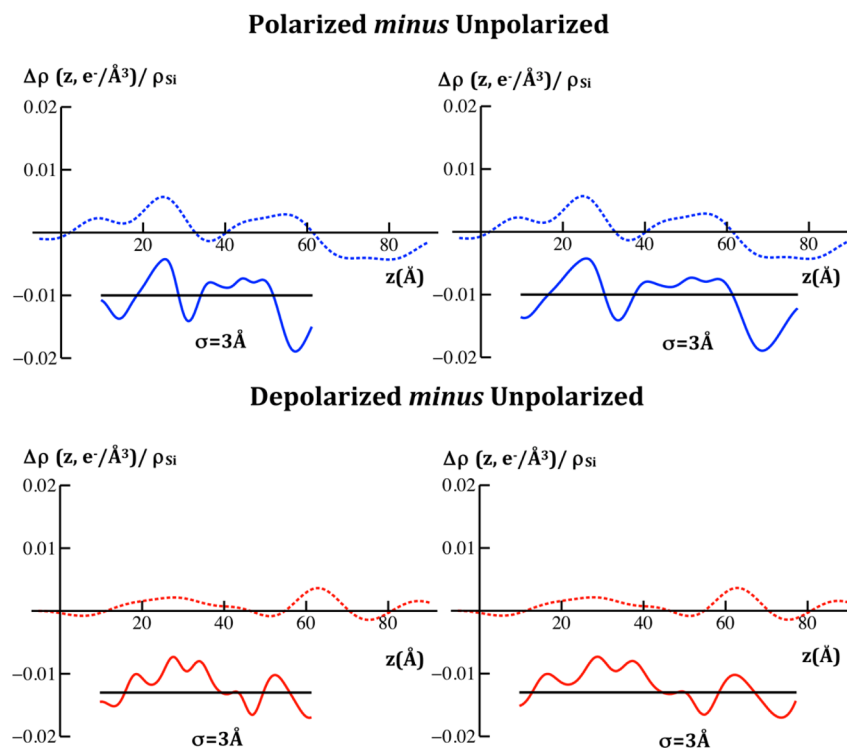 Polarized minus Unpolarized
Δρ (z, e⁻/Å³)/ ρSi
Δρ (z, e⁻/Å³)/ ρSi
0.02
0.02
0.01
0.01
20
40
60
80
20
40
60
80
z(Å)
z(Å)
−0.01
−0.01
σ=3Å
σ=3Å
−0.02
−0.02
Depolarized minus Unpolarized
Δρ (z, e⁻/Å³)/ ρSi
Δρ (z, e⁻/Å³)/ ρSi
0.02
0.02
0.01
0.01
20
40
60
80
20
40
60
80
z(Å)
z(Å)
−0.01
−0.01
σ=3Å
σ=3Å
−0.02
−0.02